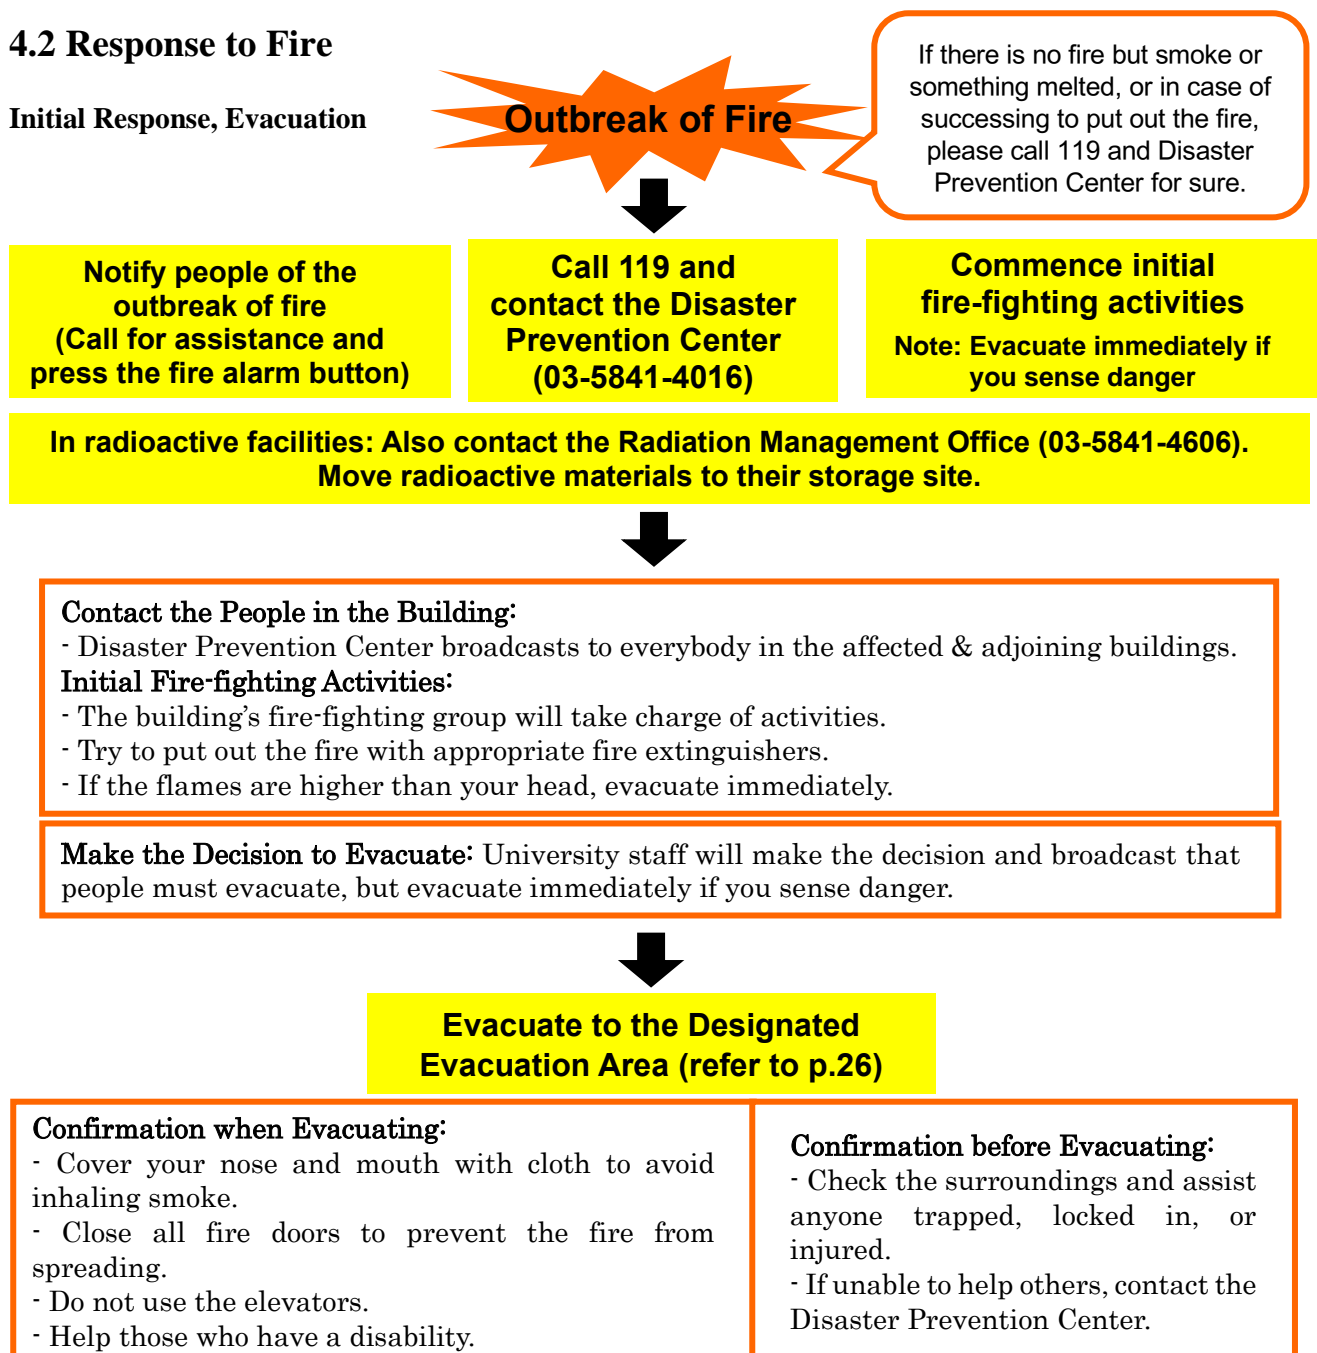 4.2 Response to Fire
Initial Response, Evacuation
Outbreak of Fire
If there is no fire but smoke or
something melted, or in case of
successing to put out the fire,
please call 119 and Disaster
Prevention Center for sure.
Notify people of the
outbreak of fire
(Call for assistance and
press the fire alarm button)
Call 119 and
contact the Disaster
Prevention Center
(03-5841-4016)
Commence initial
fire-fighting activities
Note: Evacuate immediately if
you sense danger
In radioactive facilities: Also contact the Radiation Management Office (03-5841-4606).
Move radioactive materials to their storage site.
Contact the People in the Building:
- Disaster Prevention Center broadcasts to everybody in the affected & adjoining buildings.
Initial Fire-fighting Activities:
- The building’s fire-fighting group will take charge of activities.
- Try to put out the fire with appropriate fire extinguishers.
- If the flames are higher than your head, evacuate immediately.
Make the Decision to Evacuate: University staff will make the decision and broadcast that
people must evacuate, but evacuate immediately if you sense danger.
Evacuate to the Designated
Evacuation Area (refer to p.26)
Confirmation when Evacuating:
- Cover your nose and mouth with cloth to avoid
inhaling smoke.
- Close all fire doors to prevent the fire from
spreading.
- Do not use the elevators.
- Help those who have a disability.
Confirmation before Evacuating:
- Check the surroundings and assist
anyone trapped, locked in, or
injured.
- If unable to help others, contact the
Disaster Prevention Center.